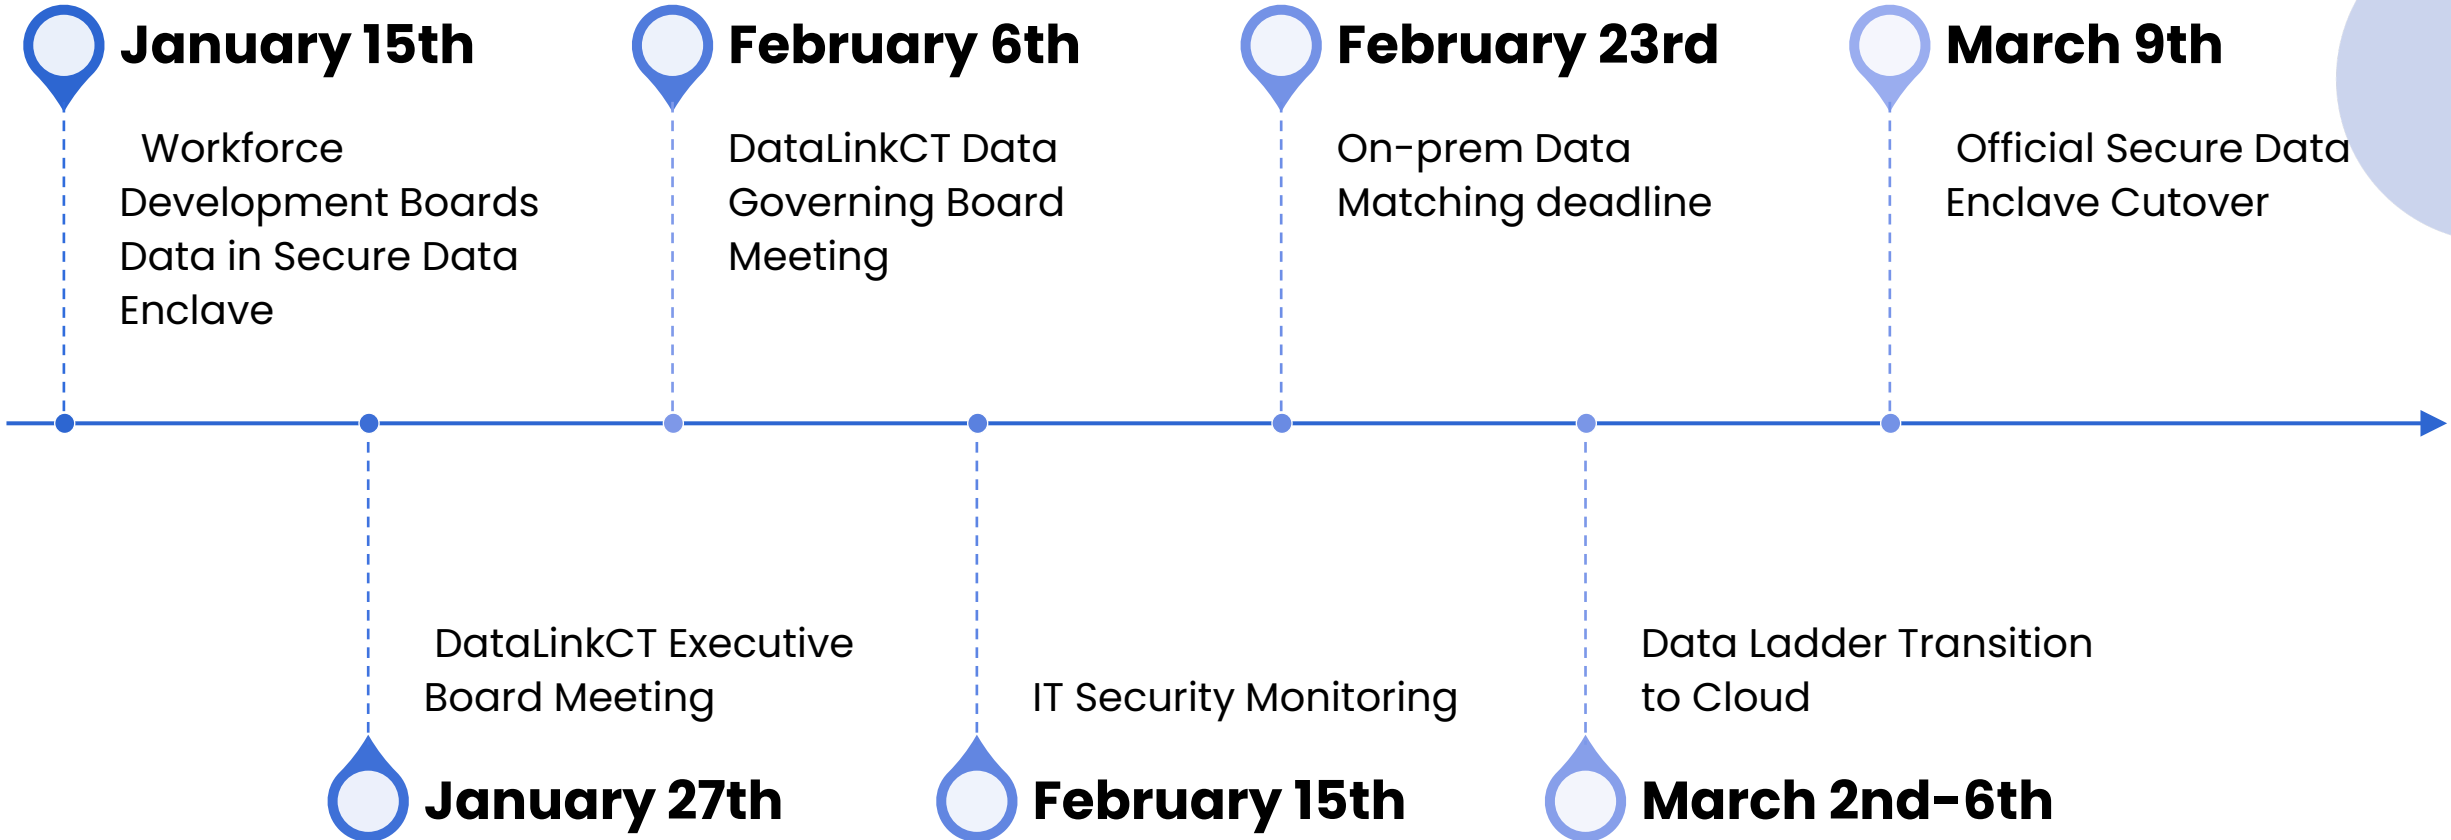 January 15th
Workforce
Development Boards
Data in Secure Data
Enclave
February 6th
DataLinkCT Data
Governing Board
Meeting
February 23rd
On-prem Data
Matching deadline
March 9th
Official Secure Data
Enclave Cutover
DataLinkCT Executive
Board Meeting
January 27th
IT Security Monitoring
February 15th
Data Ladder Transition
to Cloud
March 2nd-6th